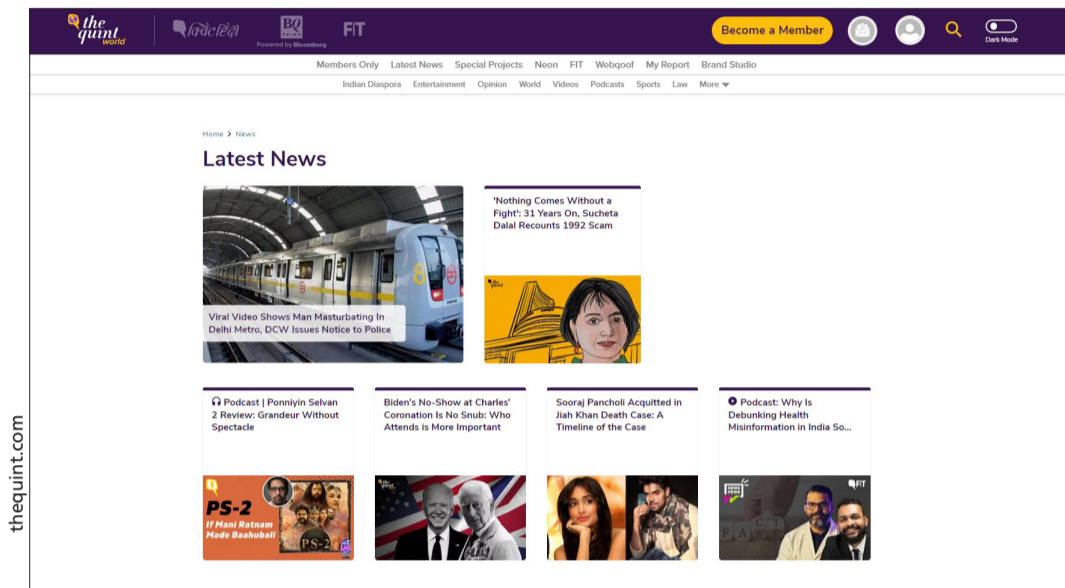 the
quint
world
क्विंट हिंदी
BQ
PRIME
Powered by Bloomberg
FIT
Become a Member
Dark Mode
Members Only Latest News Special Projects Neon FIT Webqoof My Report Brand Studio
Indian Diaspora Entertainment Opinion World Videos Podcasts Sports Law More
Home > News
Latest News
8
Viral Video Shows Man Masturbating In
Delhi Metro, DCW Issues Notice to Police
'Nothing Comes Without a
Fight': 31 Years On, Sucheta
Dalal Recounts 1992 Scam
the
quint
Podcast | Ponniyin Selvan
2 Review: Grandeur Without
Spectacle
PS-2
If Mani Ratnam
Made Baahubali
PS-2
Biden's No-Show at Charles'
Coronation Is No Snub: Who
Attends is More Important
the
quint
Sooraj Pancholi Acquitted in
Jiah Khan Death Case: A
Timeline of the Case
Podcast: Why Is
Debunking Health
Misinformation in India So...
FIT
thequint.com